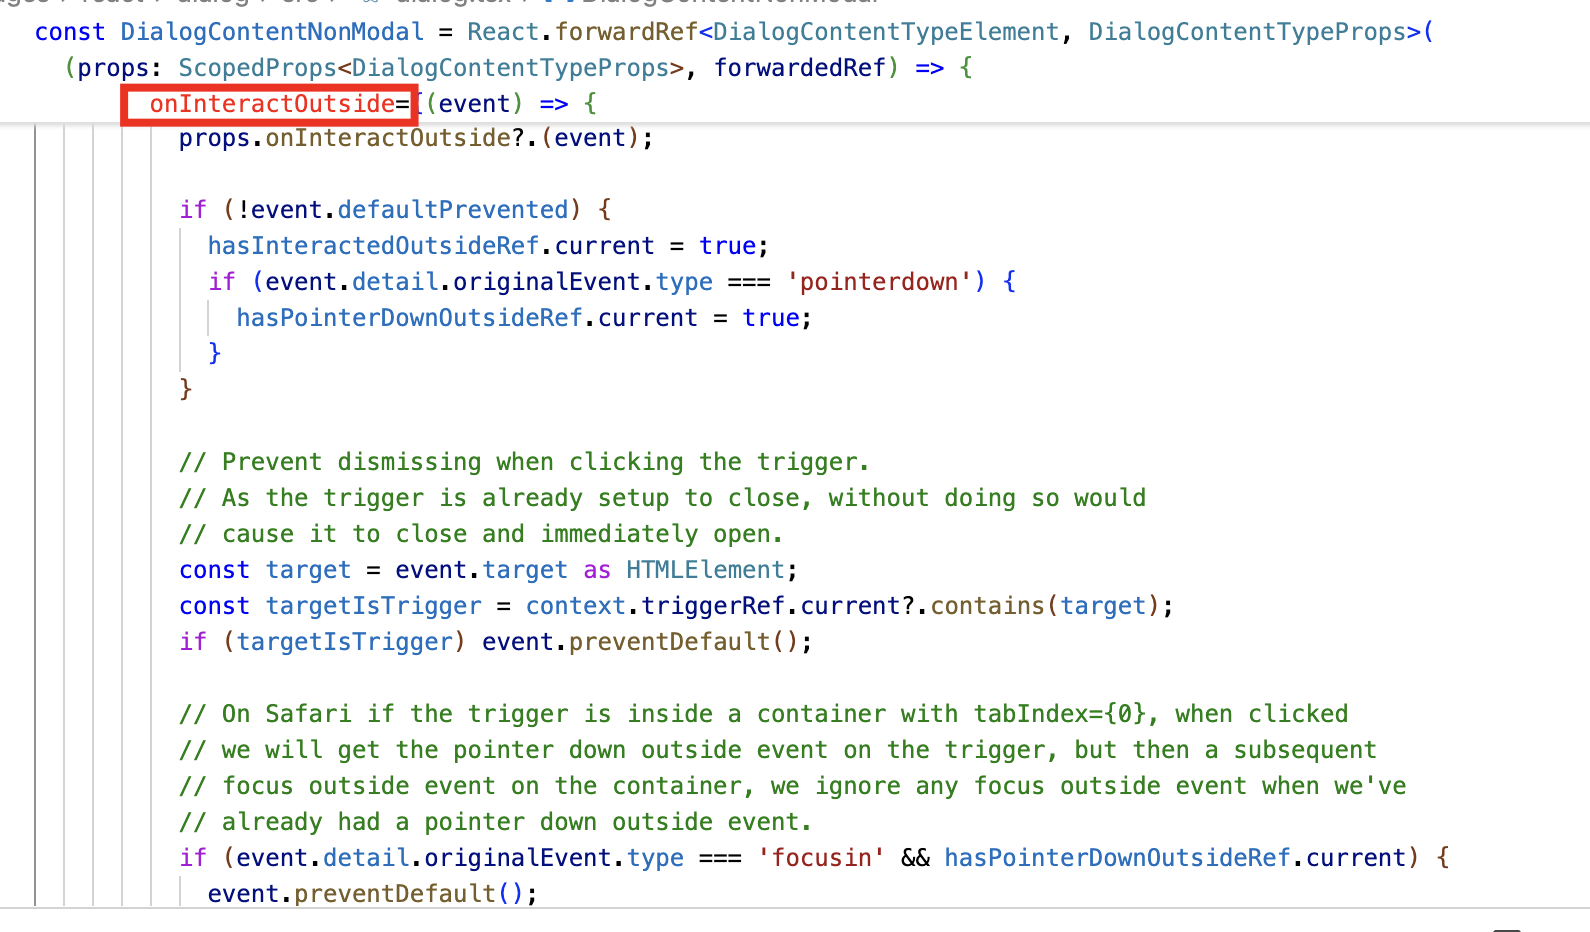 const DialogContentNonModal = React.forwardRef<DialogContentTypeElement, DialogContentTypeProps>(
(props: ScopedProps<DialogContentTypeProps>, forwardedRef) => {
onInteractOutside={(event) => {
props.onInteractOutside?.(event);
if (!event.defaultPrevented) {
hasInteractedOutsideRef.current = true;
if (event.detail.originalEvent.type === 'pointerdown') {
hasPointerDownOutsideRef.current = true;
}
}
// Prevent dismissing when clicking the trigger.
// As the trigger is already setup to close, without doing so would
// cause it to close and immediately open.
const target = event.target as HTMLElement;
const targetIsTrigger = context.triggerRef.current?.contains(target);
if (targetIsTrigger) event.preventDefault();
// On Safari if the trigger is inside a container with tabIndex={0}, when clicked
// we will get the pointer down outside event on the trigger, but then a subsequent
// focus outside event on the container, we ignore any focus outside event when we've
// already had a pointer down outside event.
if (event.detail.originalEvent.type === 'focusin' && hasPointerDownOutsideRef.current) {
event.preventDefault();